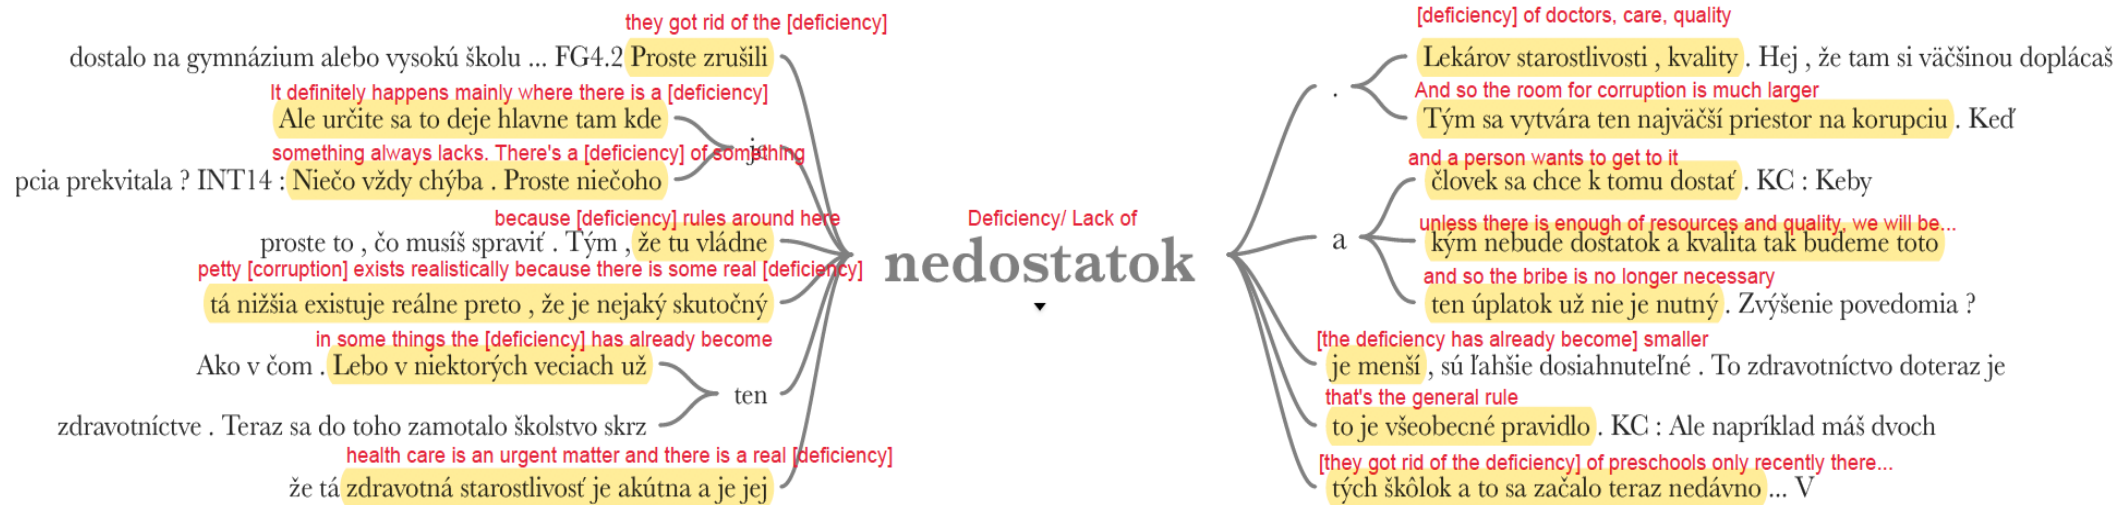 they got rid of the [deficiency]
dostalo na gymnázium alebo vysokú školu ... FG4.2 Proste zrušili
It definitely happens mainly where there is a [deficiency]
Ale určite sa to deje hlavne tam kde
je
something always lacks. There's a [deficiency] of something
pcia prekvitala ? INT14 : Niečo vždy chýba . Proste niečoho
because [deficiency] rules around here
proste to , čo musíš spraviť . Tým , že tu vládne
petty [corruption] exists realistically because there is some real [deficiency]
tá nižšia existuje reálne preto , že je nejaký skutočný
in some things the [deficiency] has already become
Ako v čom . Lebo v niektorých veciach už
ten
zdravotníctve . Teraz sa do toho zamotalo školstvo skrz
health care is an urgent matter and there is a real [deficiency]
že tá zdravotná starostlivosť je akútna a je jej
Deficiency/ Lack of
nedostatok
[deficiency] of doctors, care, quality
Lekárov starostlivosti , kvality . Hej , že tam si väčšinou doplácaš
.
And so the room for corruption is much larger
Tým sa vytvára ten najväčší priestor na korupciu . Keď
and a person wants to get to it
človek sa chce k tomu dostať . KC : Keby
unless there is enough of resources and quality, we will be...
a
kým nebude dostatok a kvalita tak budeme toto
and so the bribe is no longer necessary
ten úplatok už nie je nutný . Zvýšenie povedomia ?
[the deficiency has already become] smaller
je menší , sú ľahšie dosiahnuteľné . To zdravotníctvo doteraz je
that's the general rule
to je všeobecné pravidlo . KC : Ale napríklad máš dvoch
[they got rid of the deficiency] of preschools only recently there...
tých škôlok a to sa začalo teraz nedávno ... V